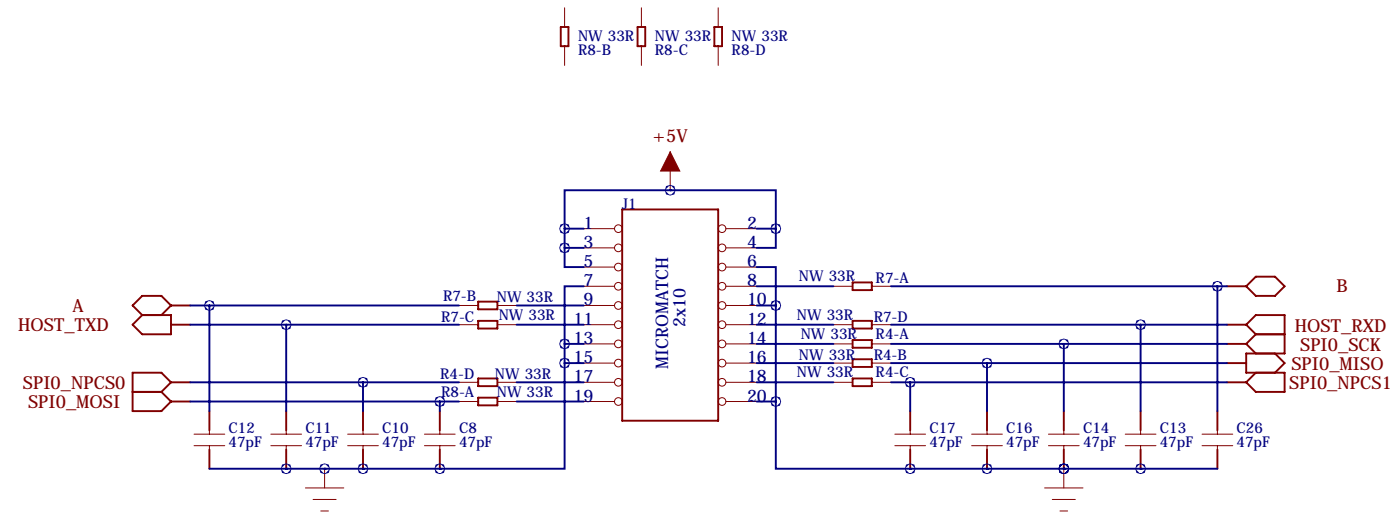 NW 33R NW 33R NW 33R
R8-B R8-C R8-D
+5V
J1
1 2
3 4
5 6
7 8 NW 33R R7-A
A R7-B NW 33R 9 10 B
HOST_TXD R7-C NW 33R 11 12 NW 33R R7-D HOST_RXD
13 14 NW 33R R4-A SPI0_SCK
15 16 NW 33R R4-B SPI0_MISO
SPI0_NPCS0 R4-D NW 33R 17 18 NW 33R R4-C SPI0_NPCS1
SPI0_MOSI R8-A NW 33R 19 20
MICROMATCH
2x10
C12 C11 C10 C8 C17 C16 C14 C13 C26
47pF 47pF 47pF 47pF 47pF 47pF 47pF 47pF 47pF